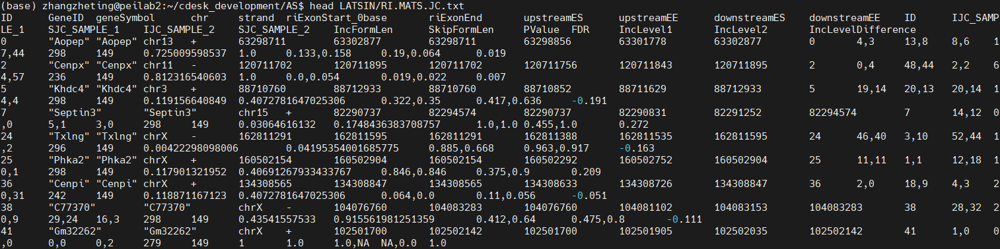 (base) zhangzheting@peilab2:~/cdesk_development/AS$ head LATSIN/RI.MATS.JC.txt
ID GeneID geneSymbol chr strand riExonStart_0base riExonEnd upstreamES upstreamEE downstreamES downstreamEE ID IJC_SAMP
LE_1 SJC_SAMPLE_1 IJC_SAMPLE_2 SJC_SAMPLE_2 IncFormLen SkipFormLen PValue FDR IncLevel1 IncLevel2 IncLevelDifference
0 "Aopep" "Aopep" chr13 + 63298711 63302877 63298711 63298856 63301778 63302877 0 4,3 13,8 8,6 1
7,44 298 149 0.725009598537 1.0 0.133,0.158 0.19,0.064 0.019
2 "Cenpx" "Cenpx" chr11 - 120711702 120711895 120711702 120711756 120711843 120711895 2 0,4 48,44 2,2 6
4,57 236 149 0.812316540603 1.0 0.0,0.054 0.019,0.022 0.007
5 "Khdc4" "Khdc4" chr3 + 88710760 88712933 88710760 88710852 88711629 88712933 5 19,14 20,13 20,14 1
4,4 298 149 0.119156640849 0.4072781647025306 0.322,0.35 0.417,0.636 -0.191
7 "Septin3" "Septin3" chr15 + 82290737 82294574 82290737 82290831 82291252 82294574 7 14,12 0
,0 5,1 3,0 298 149 0.03064616132 0.1748436383708757 1.0,1.0 0.455,1.0 0.272
24 "Txlng" "Txlng" chrX - 162811291 162811595 162811291 162811388 162811535 162811595 24 46,40 3,10 52,44 1
,2 296 149 0.00422298098006 0.04195354001685775 0.885,0.668 0.963,0.917 -0.163
25 "Phka2" "Phka2" chrX + 160502154 160502904 160502154 160502292 160502752 160502904 25 11,11 1,1 12,18 1
0,1 298 149 0.117901321952 0.40691267933433767 0.846,0.846 0.375,0.9 0.209
36 "Cenpi" "Cenpi" chrX + 134308565 134308847 134308565 134308633 134308726 134308847 36 2,0 18,9 4,3 2
0,31 242 149 0.118871167123 0.4072781647025306 0.064,0.0 0.11,0.056 -0.051
38 "C77370" "C77370" chrX - 104076760 104083283 104076760 104081102 104083153 104083283 38 28,32 2
0,9 29,24 16,3 298 149 0.43541557533 0.915561981251359 0.412,0.64 0.475,0.8 -0.111
41 "Gm32262" "Gm32262" chrX + 102501700 102502142 102501700 102501905 102502035 102502142 41 1,0 0
,0 0,0 0,2 279 149 1 1.0 1.0,NA NA,0.0 1.0